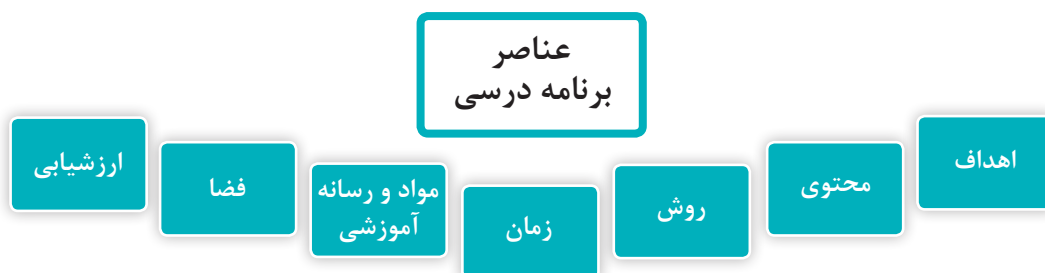 عناصر
برنامه درسی
اهداف
محتوی
روش
زمان
مواد و رسانه
آموزشی
فضا
ارزشیابی